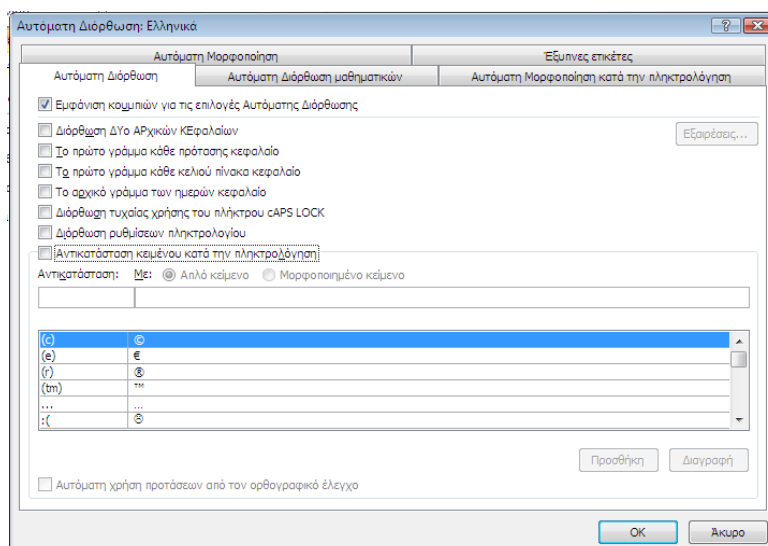 Αυτόματη Διόρθωση: Ελληνικά
Αυτόματη Μορφοποίηση Έξυπνες ετικέτες
Αυτόματη Διόρθωση Αυτόματη Διόρθωση μαθηματικών Αυτόματη Μορφοποίηση κατά την πληκτρολόγηση
Εμφάνιση κουμπιών για τις επιλογές Αυτόματης Διόρθωσης
Διόρθωση ΔΥο ΑΡχικών ΚΕφαλαίων Εξαιρέσεις...
Το πρώτο γράμμα κάθε πρότασης κεφαλαίο
Το πρώτο γράμμα κάθε κελιού πίνακα κεφαλαίο
Το αρχικό γράμμα των ημερών κεφαλαίο
Διόρθωση τυχαίας χρήσης του πλήκτρου cAPS LOCK
Διόρθωση ρυθμίσεων πληκτρολογίου
Αντικατάσταση κειμένου κατά την πληκτρολόγηση
Αντικατάσταση: Με: Απλό κείμενο Μορφοποιημένο κείμενο
(c) ©
(e) €
(r) ®
(tm) ™
... …
:( ☹
Προσθήκη Διαγραφή
Αυτόματη χρήση προτάσεων από τον ορθογραφικό έλεγχο
OK Άκυρο